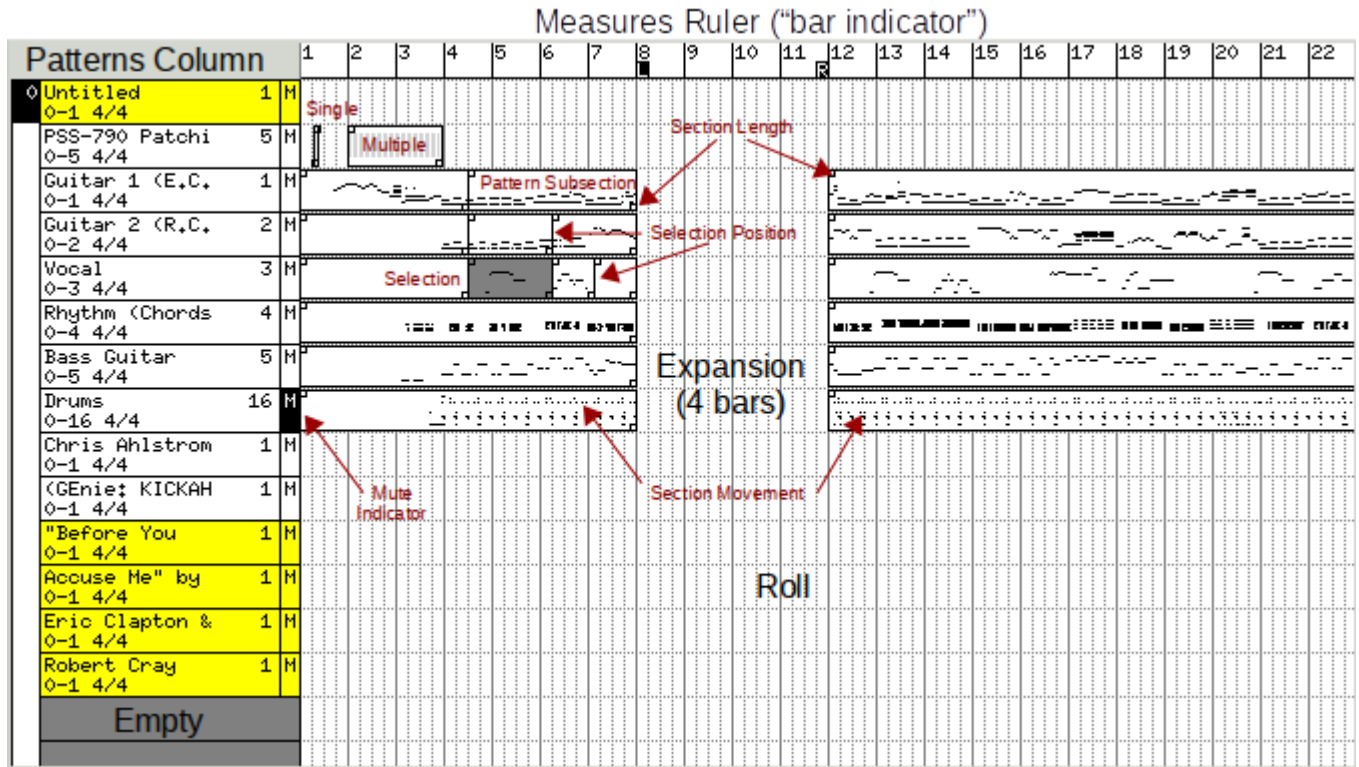 Measures Ruler (“bar indicator”)
Patterns Column
1 2 3 4 5 6 7 8 9 10 11 12 13 14 15 16 17 18 19 20 21 22
R
0 Untitled 1 M
0-1 4/4
Single
PSS-790 Patchi 5 M
0-5 4/4
Multiple
Section Length
Guitar 1 (E.C. 1 M
0-1 4/4
Pattern Subsection
Guitar 2 (R.C. 2 M
0-2 4/4
Selection Position
Vocal 3 M
0-3 4/4
Selection
Rhythm (Chords 4 M
0-4 4/4
Bass Guitar 5 M
0-5 4/4
Expansion
(4 bars)
Drums 16 M
0-16 4/4
Chris Ahlstrom 1 M
0-1 4/4
(GEnie: KICKAH 1 M
0-1 4/4
Mute
Indicator
Section Movement
"Before You 1 M
0-1 4/4
Accuse Me" by 1 M
0-1 4/4
Roll
Eric Clapton & 1 M
0-1 4/4
Robert Cray 1 M
0-1 4/4
Empty